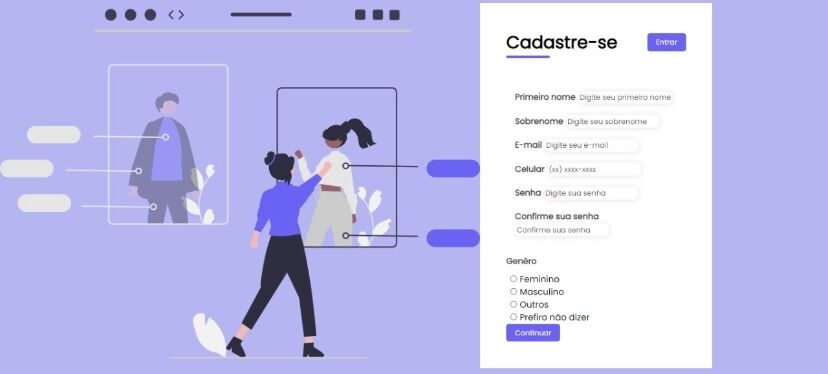 Cadastre-se
Entrar
Primeiro nome Digite seu primeiro nome
Sobrenome Digite seu sobrenome
E-mail Digite seu e-mail
Celular (xx) xxxx-xxxx
Senha Digite sua senha
Confirme sua senha
Confirme sua senha
Genêro
Feminino
Masculino
Outros
Prefiro não dizer
Continuar